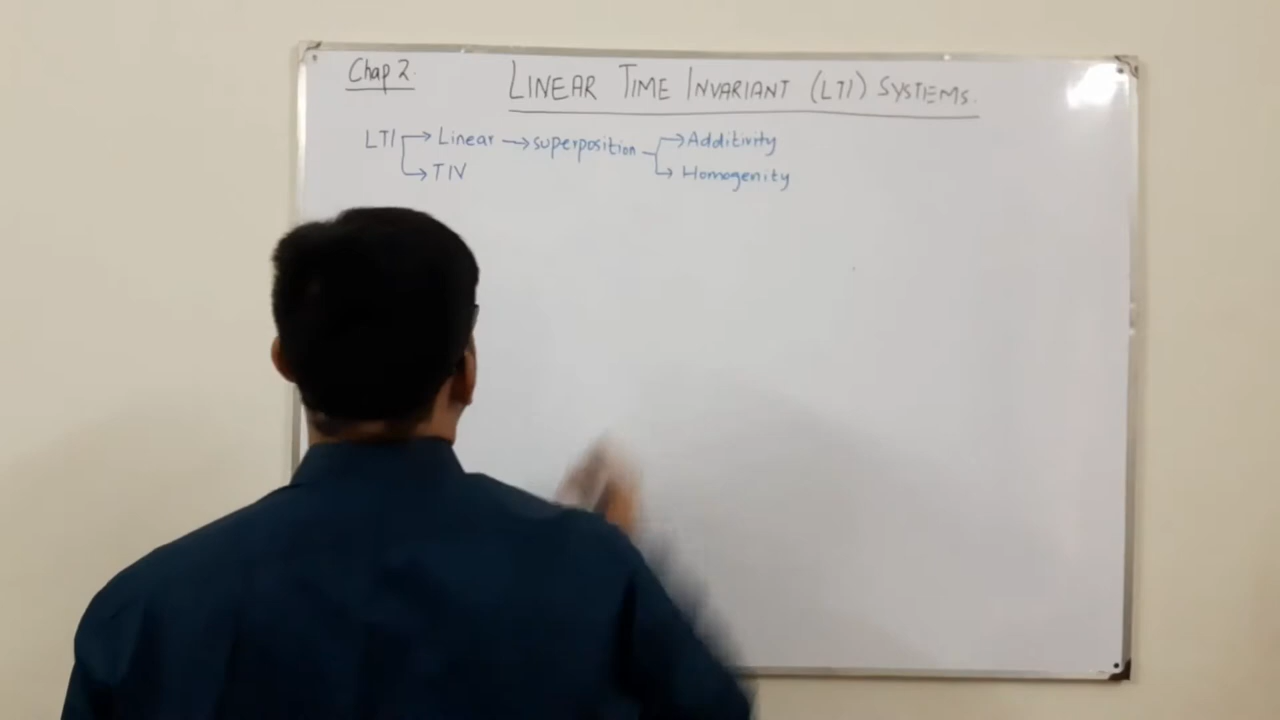 Chap 2.
LINEAR TIME INVARIANT (LTI) SYSTEMS.
LTI → Linear → superposition → Additivity
→ TIV → Homogenity